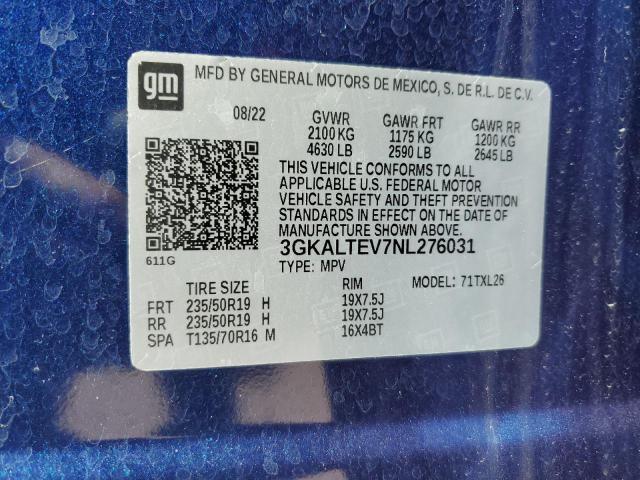 gm
MFD BY GENERAL MOTORS DE MEXICO, S. DE R.L. DE C.V.
08/22 GVWR GAWR FRT GAWR RR
2100 KG 1175 KG 1200 KG
4630 LB 2590 LB 2645 LB
THIS VEHICLE CONFORMS TO ALL
APPLICABLE U.S. FEDERAL MOTOR
VEHICLE SAFETY AND THEFT PREVENTION
STANDARDS IN EFFECT ON THE DATE OF
MANUFACTURE SHOWN ABOVE.
3GKALTEV7NL276031
611G
TYPE: MPV MODEL: 71TXL26
TIRE SIZE RIM
FRT 235/50R19 H 19X7.5J
RR 235/50R19 H 19X7.5J
SPA T135/70R16 M 16X4BT